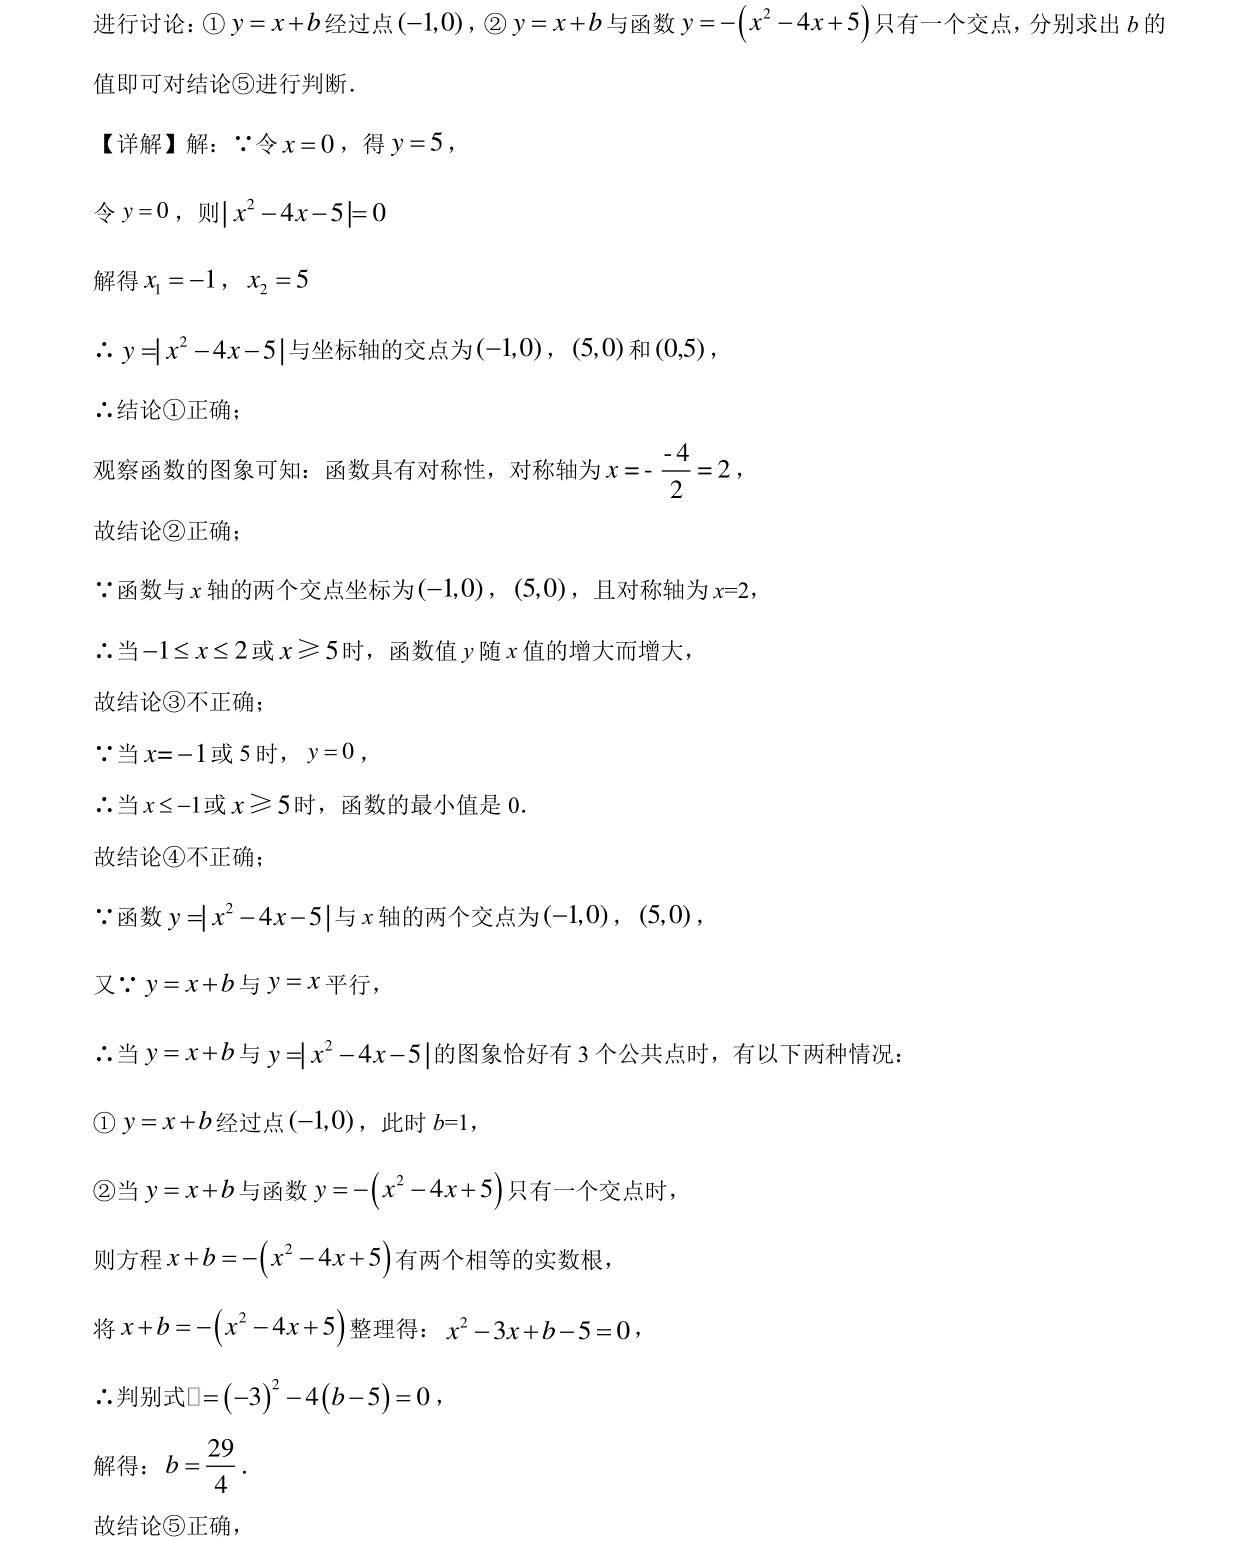 进行讨论：① y = x + b 经过点 (−1,0)，② y = x + b 与函数 y = −(x² − 4x + 5) 只有一个交点，分别求出 b 的
值即可对结论⑤进行判断．
【详解】解：∵令 x = 0，得 y = 5，
令 y = 0，则| x² − 4x − 5 |= 0
解得 x₁ = −1，x₂ = 5
∴ y =| x² − 4x − 5 | 与坐标轴的交点为 (−1,0)，(5,0) 和 (0,5)，
∴结论①正确；
观察函数的图象可知：函数具有对称性，对称轴为 x = - \frac{-4}{2} = 2，
故结论②正确；
∵函数与 x 轴的两个交点坐标为 (−1,0)，(5,0)，且对称轴为 x=2，
∴当 −1 ≤ x ≤ 2 或 x ≥ 5 时，函数值 y 随 x 值的增大而增大，
故结论③不正确；
∵当 x= −1 或 5 时，y = 0，
∴当 x ≤ −1 或 x ≥ 5 时，函数的最小值是 0．
故结论④不正确；
∵函数 y =| x² − 4x − 5 | 与 x 轴的两个交点为 (−1,0)，(5,0)，
又∵ y = x + b 与 y = x 平行，
∴当 y = x + b 与 y =| x² − 4x − 5 | 的图象恰好有 3 个公共点时，有以下两种情况：
① y = x + b 经过点 (−1,0)，此时 b=1，
②当 y = x + b 与函数 y = −(x² − 4x + 5) 只有一个交点时，
则方程 x + b = −(x² − 4x + 5) 有两个相等的实数根，
将 x + b = −(x² − 4x + 5) 整理得：x² − 3x + b − 5 = 0，
∴判别式▯= (−3)² − 4(b − 5) = 0，
解得：b = \frac{29}{4}．
故结论⑤正确，